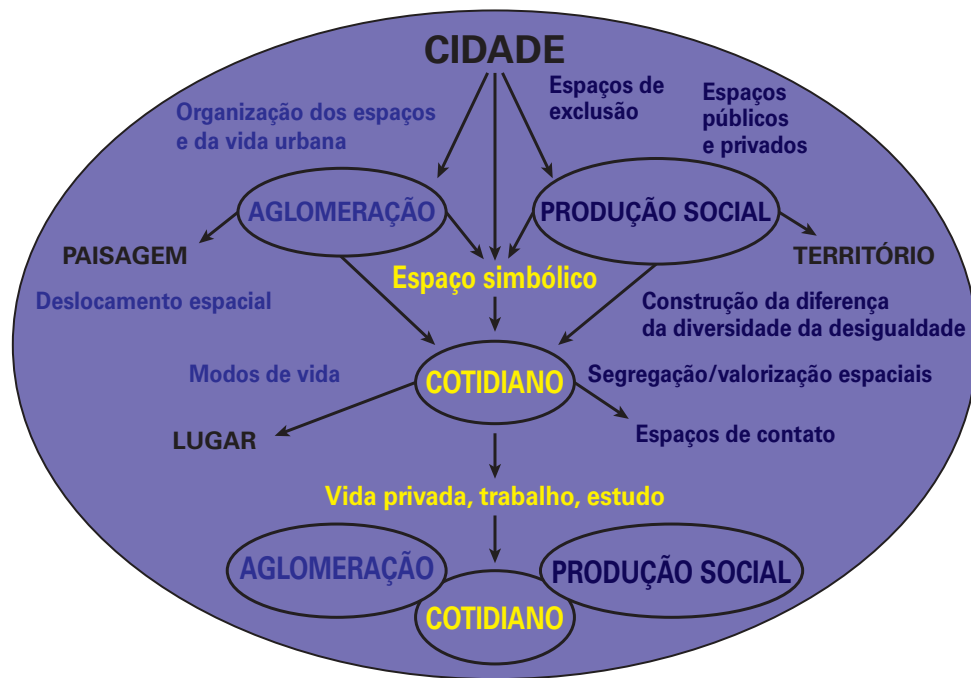 CIDADE
Organização dos espaços
e da vida urbana
Espaços de
exclusão
Espaços
públicos
e privados
AGLOMERAÇÃO
PRODUÇÃO SOCIAL
PAISAGEM
Espaço simbólico
TERRITÓRIO
Deslocamento espacial
Construção da diferença
da diversidade da desigualdade
Modos de vida
COTIDIANO
Segregação/valorização espaciais
LUGAR
Espaços de contato
Vida privada, trabalho, estudo
AGLOMERAÇÃO
PRODUÇÃO SOCIAL
COTIDIANO